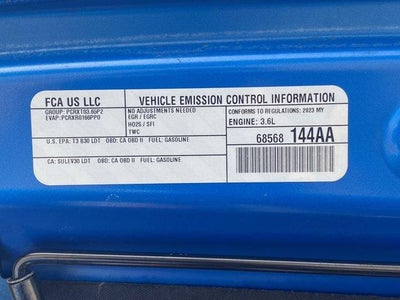 FCA US LLC
VEHICLE EMISSION CONTROL INFORMATION
GROUP: PCRXT03.65P2
EVAP: PCRXR0166PP0
NO ADJUSTMENTS NEEDED
EGR / EGRC
HO2S / SFI
TWC
CONFORMS TO REGULATIONS: 2023 MY
ENGINE: 3.6L
68568 144AA
U.S. EPA: T3 B30 LDT OBD: CA OBD II FUEL: GASOLINE
CA: SULEV30 LDT OBD: CA OBD II FUEL: GASOLINE